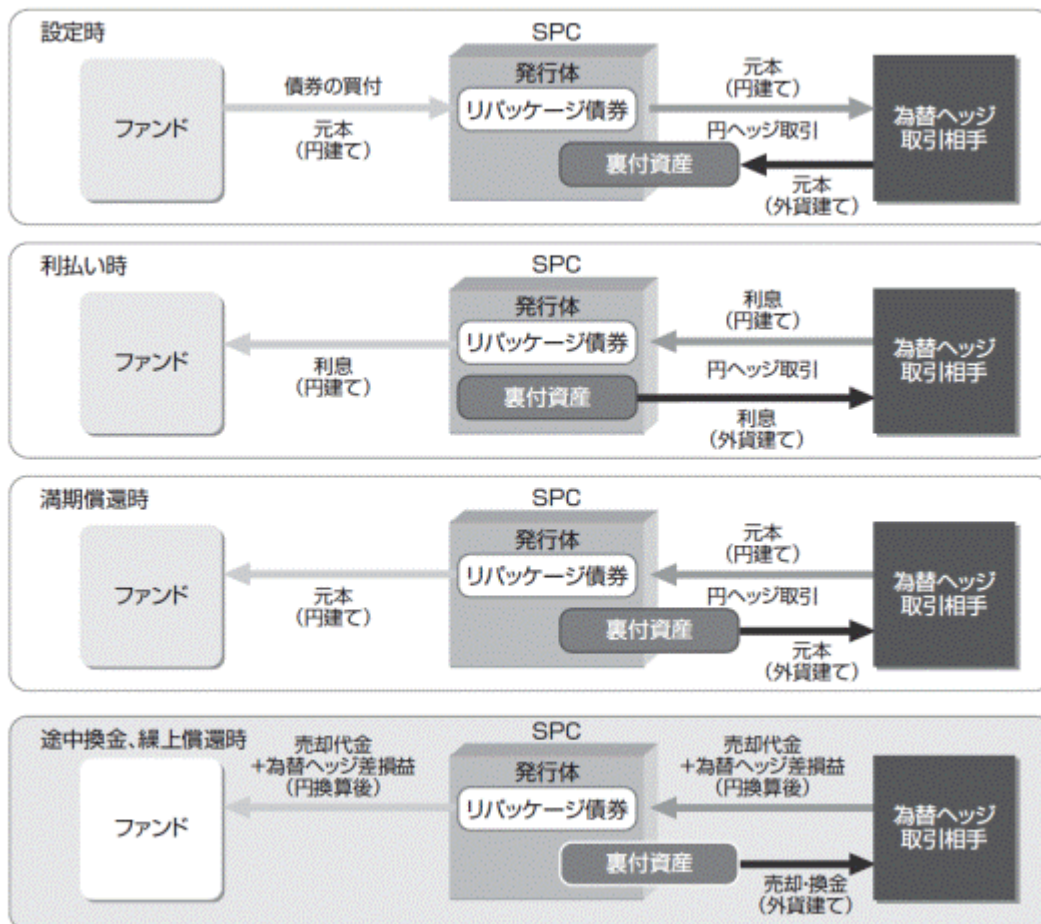 設定時
SPC
ファンド
債券の買付
元本
(円建て)
発行体
リパッケージ債券
裏付資産
元本
(円建て)
円ヘッジ取引
元本
(外貨建て)
為替ヘッジ
取引相手
利払い時
SPC
ファンド
利息
(円建て)
発行体
リパッケージ債券
裏付資産
利息
(円建て)
円ヘッジ取引
利息
(外貨建て)
為替ヘッジ
取引相手
満期償還時
SPC
ファンド
元本
(円建て)
発行体
リパッケージ債券
裏付資産
元本
(円建て)
円ヘッジ取引
元本
(外貨建て)
為替ヘッジ
取引相手
途中換金、繰上償還時
SPC
ファンド
売却代金
+為替ヘッジ差損益
(円換算後)
発行体
リパッケージ債券
裏付資産
売却代金
+為替ヘッジ差損益
(円換算後)
売却・換金
(外貨建て)
為替ヘッジ
取引相手